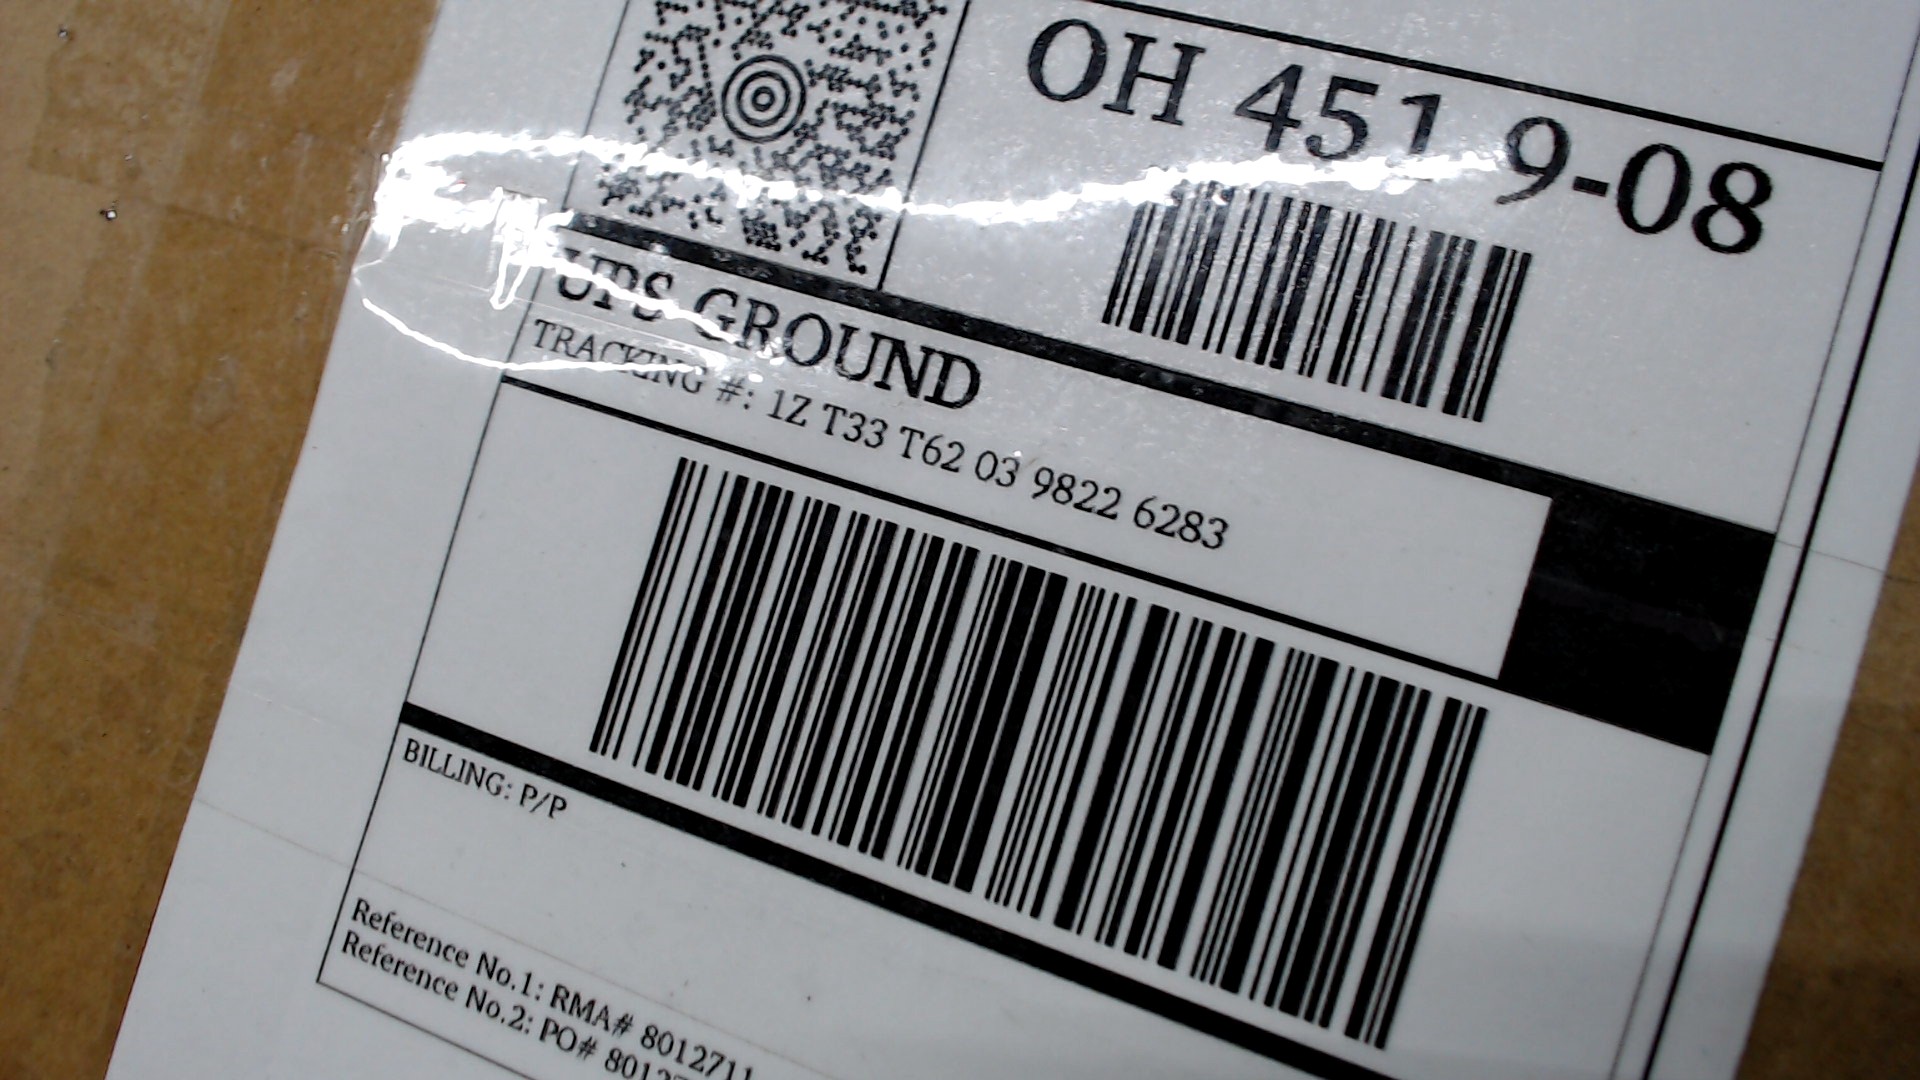 OH 451 9-08
UPS GROUND
TRACKING #: 1Z T33 T62 03 9822 6283
BILLING: P/P
Reference No.1: RMA# 8012711
Reference No.2: PO#